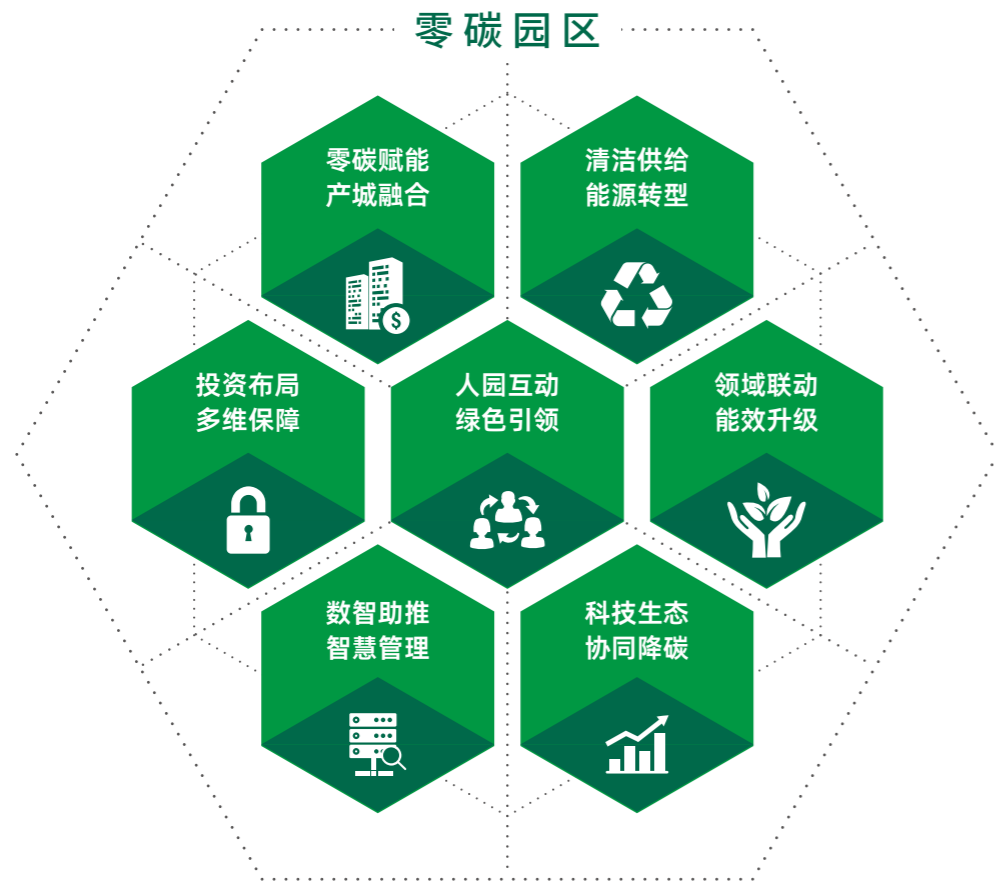 零碳园区
零碳赋能
产城融合
清洁供给
能源转型
投资布局
多维保障
人园互动
绿色引领
领域联动
能效升级
数智助推
智慧管理
科技生态
协同降碳
$